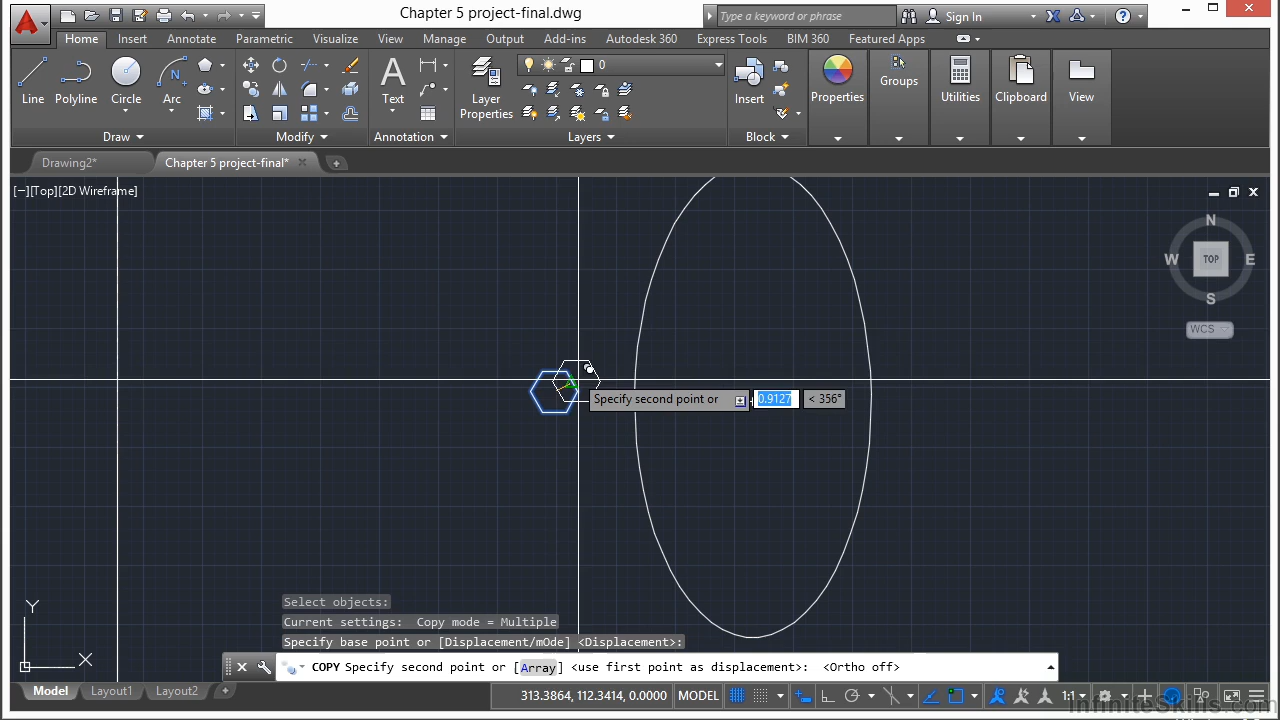 Chapter 5 project-final.dwg
Type a keyword or phrase
Sign In
Home Insert Annotate Parametric Visualize View Manage Output Add-ins Autodesk 360 Express Tools BIM 360 Featured Apps
Line Polyline Circle Arc
Text
Layer Properties
0
Insert
Properties
Groups
Utilities
Clipboard
View
Draw Modify Annotation Layers Block
Drawing2* Chapter 5 project-final*
[−][Top][2D Wireframe]
N
W TOP E
S
WCS
Specify second point or 0.9127 < 356°
Y
X
Select objects:
Current settings: Copy mode = Multiple
Specify base point or [Displacement/mOde] <Displacement>:
COPY Specify second point or [Array] <use first point as displacement>: <Ortho off>
Model Layout1 Layout2
313.3864, 112.3414, 0.0000 MODEL 1:1
InfiniteSkills.com